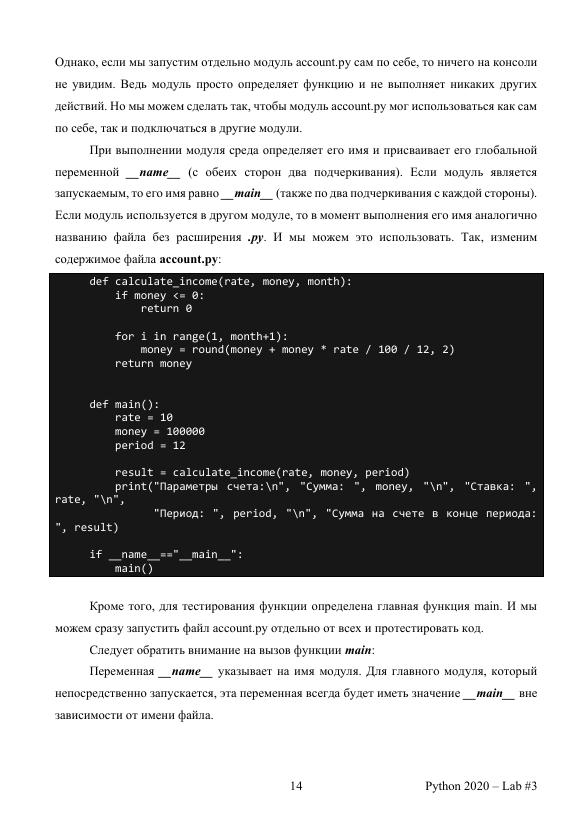 Однако, если мы запустим отдельно модуль account.py сам по себе, то ничего на консоли
не увидим. Ведь модуль просто определяет функцию и не выполняет никаких других
действий. Но мы можем сделать так, чтобы модуль account.py мог использоваться как сам
по себе, так и подключаться в другие модули.
При выполнении модуля среда определяет его имя и присваивает его глобальной
переменной __name__ (с обеих сторон два подчеркивания). Если модуль является
запускаемым, то его имя равно __main__ (также по два подчеркивания с каждой стороны).
Если модуль используется в другом модуле, то в момент выполнения его имя аналогично
названию файла без расширения .py. И мы можем это использовать. Так, изменим
содержимое файла account.py:
def calculate_income(rate, money, month):
if money <= 0:
return 0
for i in range(1, month+1):
money = round(money + money * rate / 100 / 12, 2)
return money
def main():
rate = 10
money = 100000
period = 12
result = calculate_income(rate, money, period)
print("Параметры счета:\n", "Сумма: ", money, "\n", "Ставка: ",
rate, "\n",
"Период: ", period, "\n", "Сумма на счете в конце периода:
", result)
if __name__=="__main__":
main()
Кроме того, для тестирования функции определена главная функция main. И мы
можем сразу запустить файл account.py отдельно от всех и протестировать код.
Следует обратить внимание на вызов функции main:
Переменная __name__ указывает на имя модуля. Для главного модуля, который
непосредственно запускается, эта переменная всегда будет иметь значение __main__ вне
зависимости от имени файла.
14 Python 2020 – Lab #3